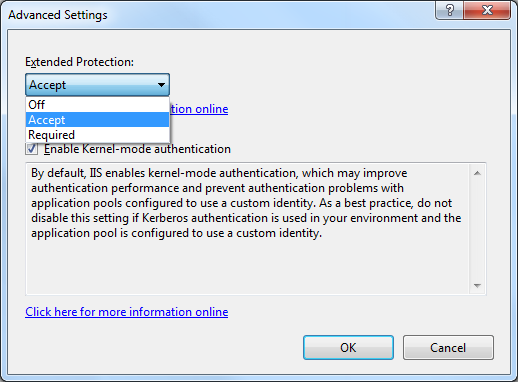 Advanced Settings
Extended Protection:
Accept
Off
Accept
Required
tion online
Enable Kernel-mode authentication
By default, IIS enables kernel-mode authentication, which may improve
authentication performance and prevent authentication problems with
application pools configured to use a custom identity. As a best practice, do not
disable this setting if Kerberos authentication is used in your environment and the
application pool is configured to use a custom identity.
Click here for more information online
OK
Cancel